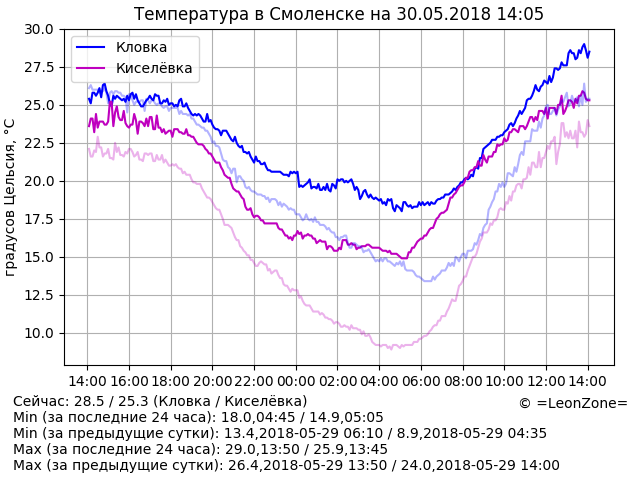 Температура в Смоленске на 30.05.2018 14:05
Кловка
Киселёвка
градусов Цельсия, °C
30.0
27.5
25.0
22.5
20.0
17.5
15.0
12.5
10.0
14:00 16:00 18:00 20:00 22:00 00:00 02:00 04:00 06:00 08:00 10:00 12:00 14:00
Сейчас: 28.5 / 25.3 (Кловка / Киселёвка)
© =LeonZone=
Min (за последние 24 часа): 18.0,04:45 / 14.9,05:05
Min (за предыдущие сутки): 13.4,2018-05-29 06:10 / 8.9,2018-05-29 04:35
Max (за последние 24 часа): 29.0,13:50 / 25.9,13:45
Max (за предыдущие сутки): 26.4,2018-05-29 13:50 / 24.0,2018-05-29 14:00